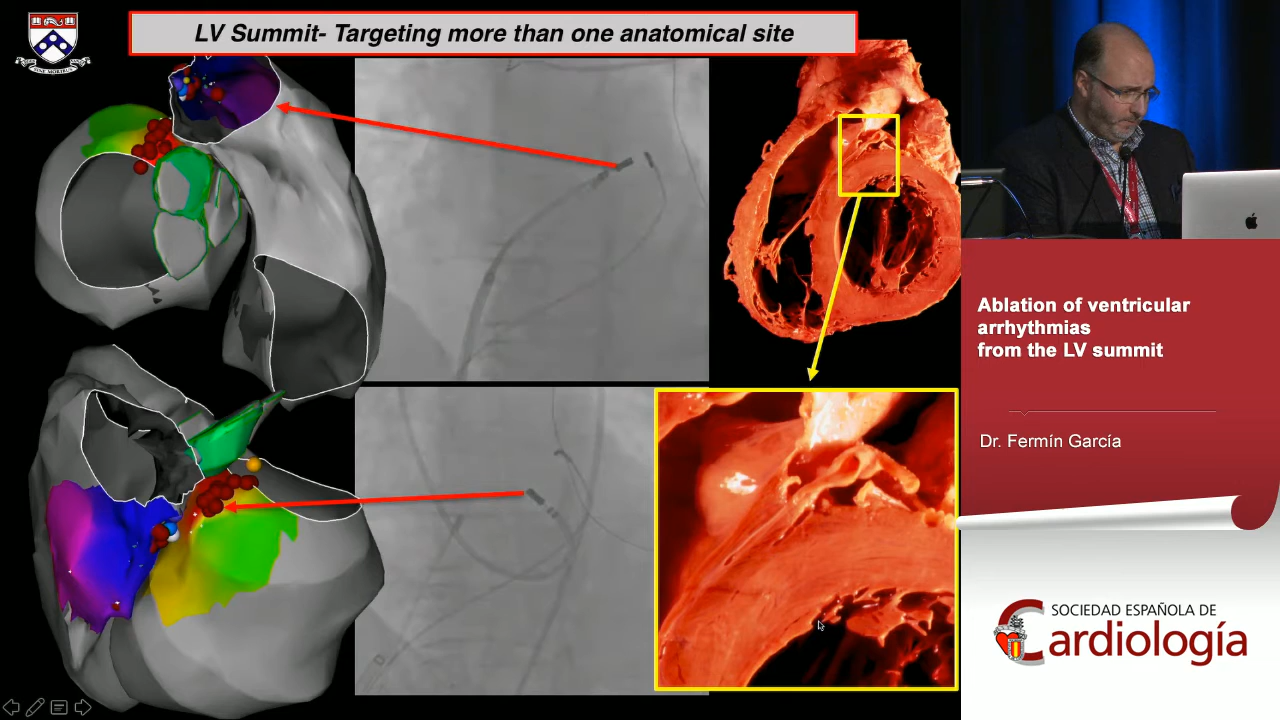 LV Summit- Targeting more than one anatomical site
Ablation of ventricular
arrhythmias
from the LV summit
Dr. Fermín García
SOCIEDAD ESPAÑOLA DE
Cardiología